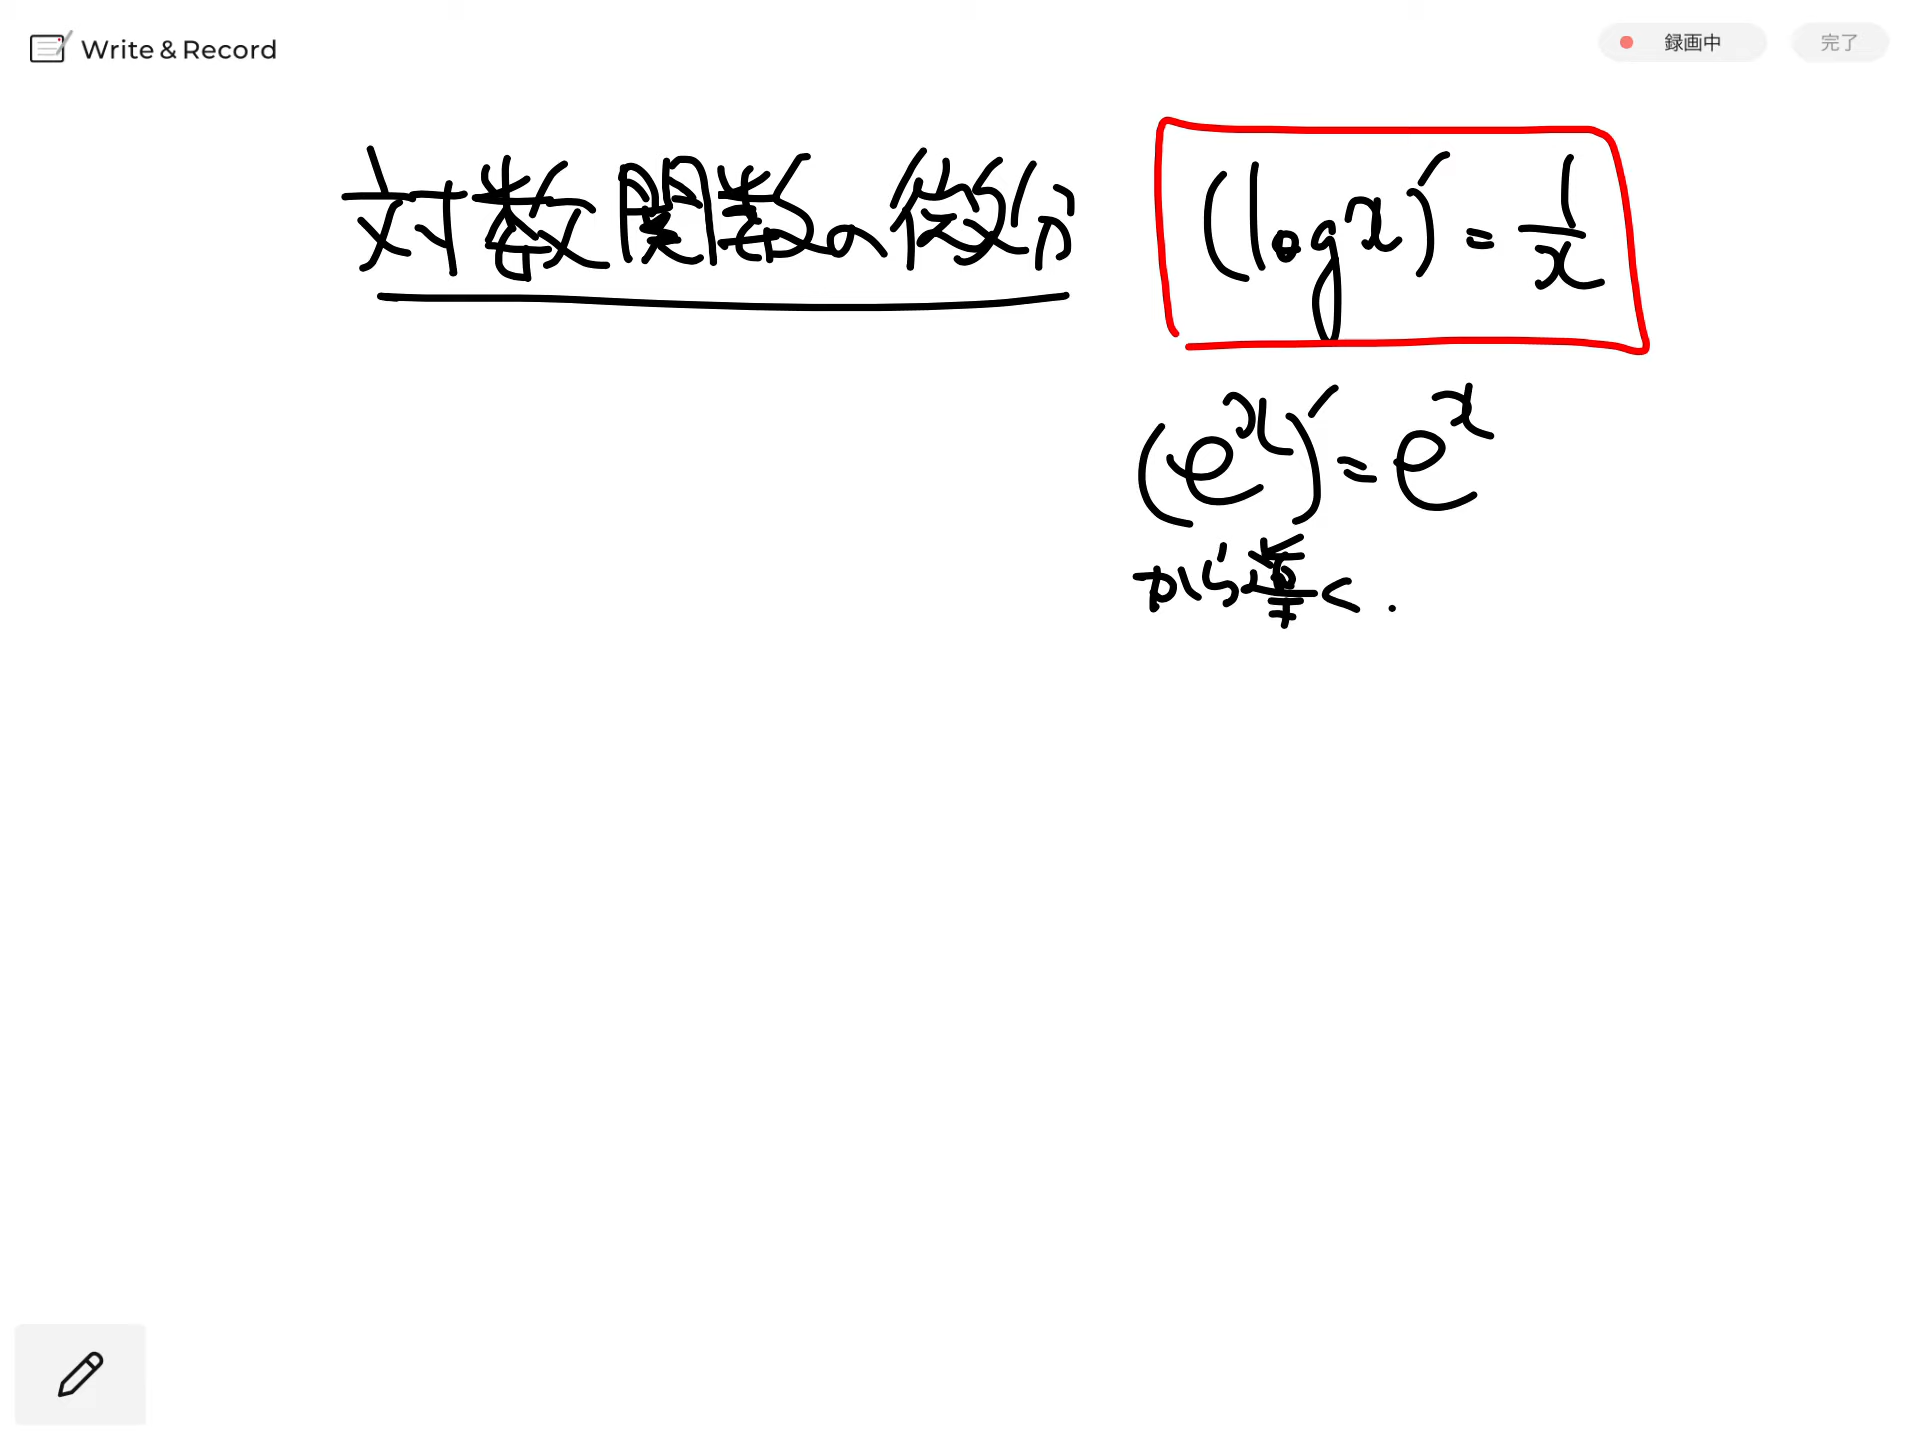 Write & Record
録画中
完了
対数関数の微分
(log x)′ = 1/x
(e^x)′ = e^x
から導く.